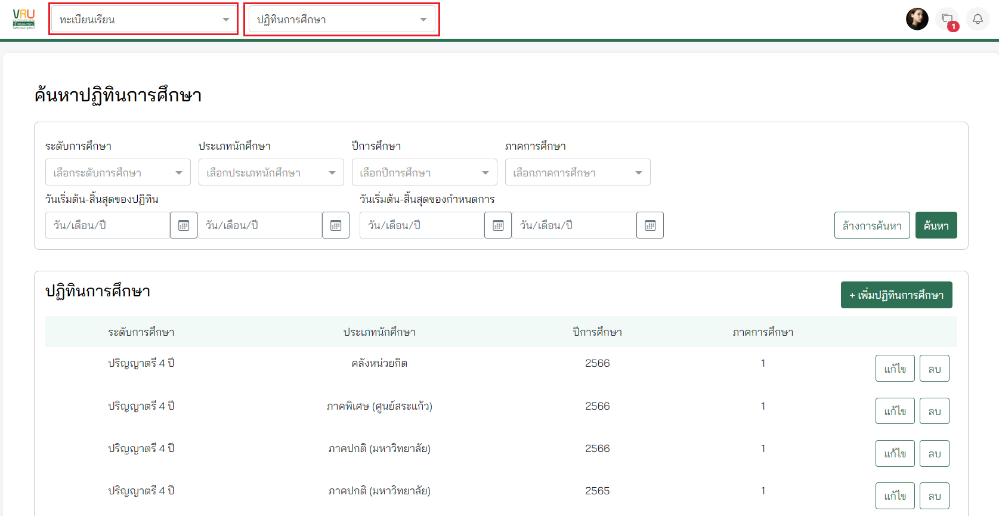 VRU
ทะเบียนเรียน
ปฏิทินการศึกษา
1
ค้นหาปฏิทินการศึกษา
ระดับการศึกษา ประเภทนักศึกษา ปีการศึกษา ภาคการศึกษา
เลือกระดับการศึกษา เลือกประเภทนักศึกษา เลือกปีการศึกษา เลือกภาคการศึกษา
วันเริ่มต้น-สิ้นสุดของปฏิทิน วันเริ่มต้น-สิ้นสุดของกำหนดการ
วัน/เดือน/ปี วัน/เดือน/ปี วัน/เดือน/ปี วัน/เดือน/ปี ล้างการค้นหา ค้นหา
ปฏิทินการศึกษา
+ เพิ่มปฏิทินการศึกษา
ระดับการศึกษา ประเภทนักศึกษา ปีการศึกษา ภาคการศึกษา
ปริญญาตรี 4 ปี คลังหน่วยกิต 2566 1 แก้ไข ลบ
ปริญญาตรี 4 ปี ภาคพิเศษ (ศูนย์สระแก้ว) 2566 1 แก้ไข ลบ
ปริญญาตรี 4 ปี ภาคปกติ (มหาวิทยาลัย) 2566 1 แก้ไข ลบ
ปริญญาตรี 4 ปี ภาคปกติ (มหาวิทยาลัย) 2565 1 แก้ไข ลบ